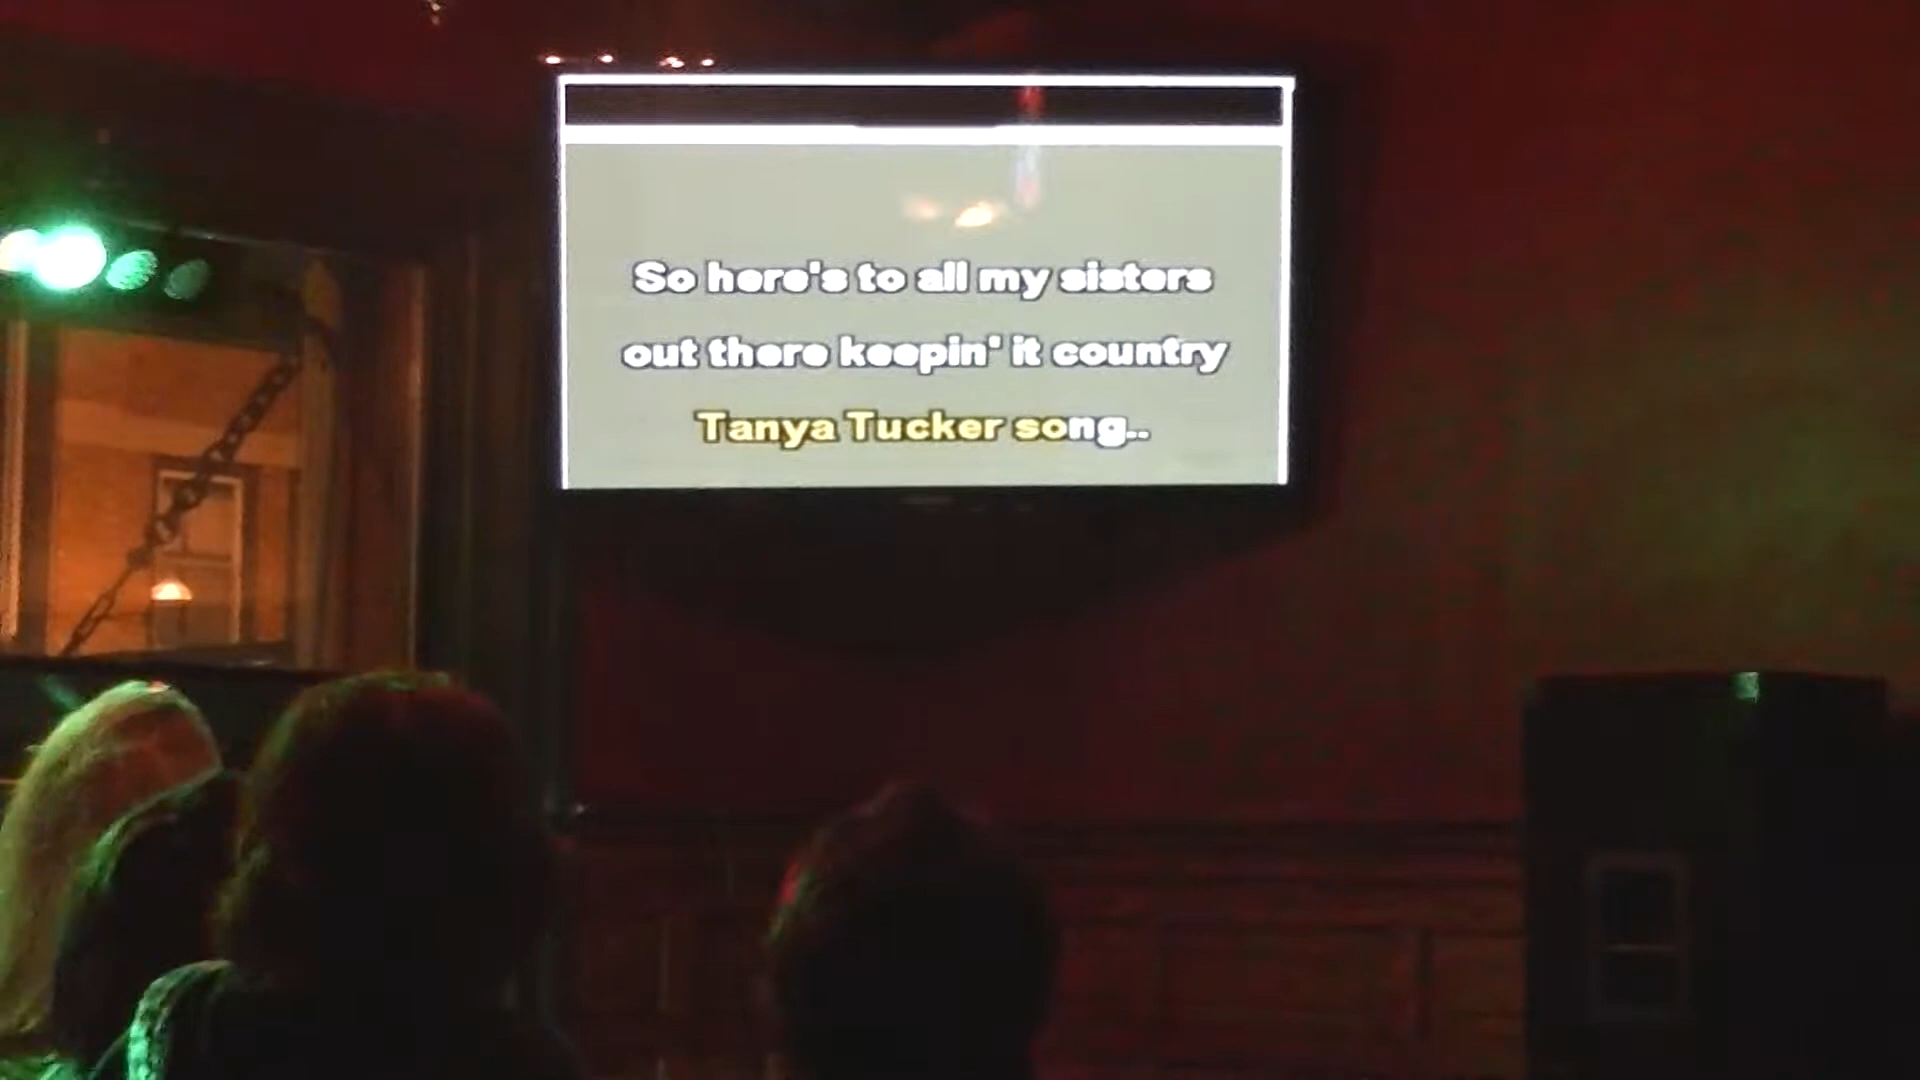 So here's to all my sisters
out there keepin' it country
Tanya Tucker song..